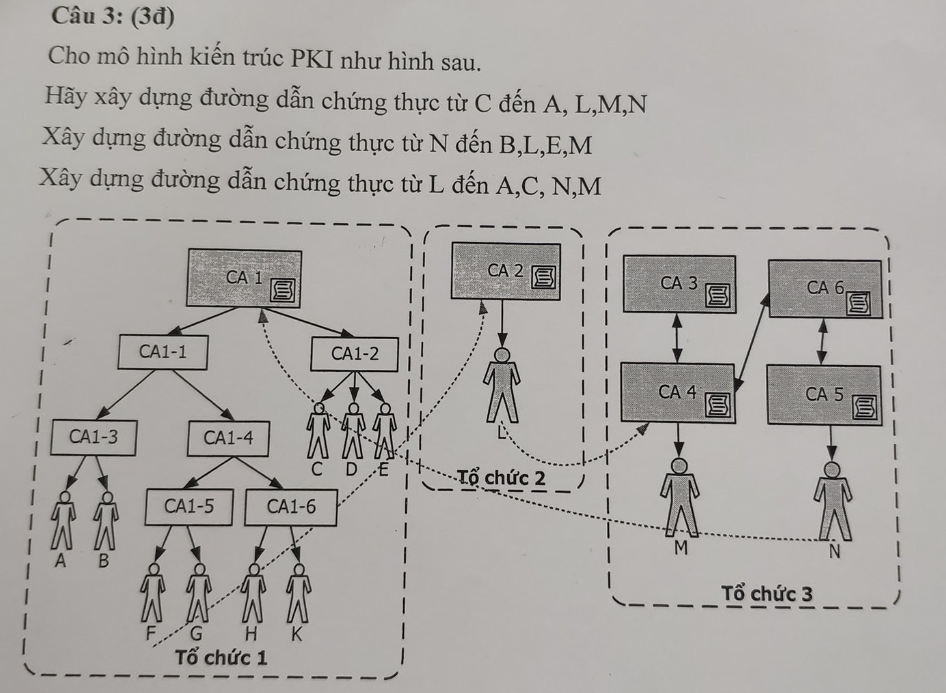 Câu 3: (3đ)
Cho mô hình kiến trúc PKI như hình sau.
Hãy xây dựng đường dẫn chứng thực từ C đến A, L,M,N
Xây dựng đường dẫn chứng thực từ N đến B,L,E,M
Xây dựng đường dẫn chứng thực từ L đến A,C, N,M
CA 1
CA1-1
CA1-2
CA1-3
CA1-4
C
D
E
CA1-5
CA1-6
A
B
F
G
H
K
Tổ chức 1
CA 2
L
Tổ chức 2
CA 3
CA 6
CA 4
CA 5
M
N
Tổ chức 3